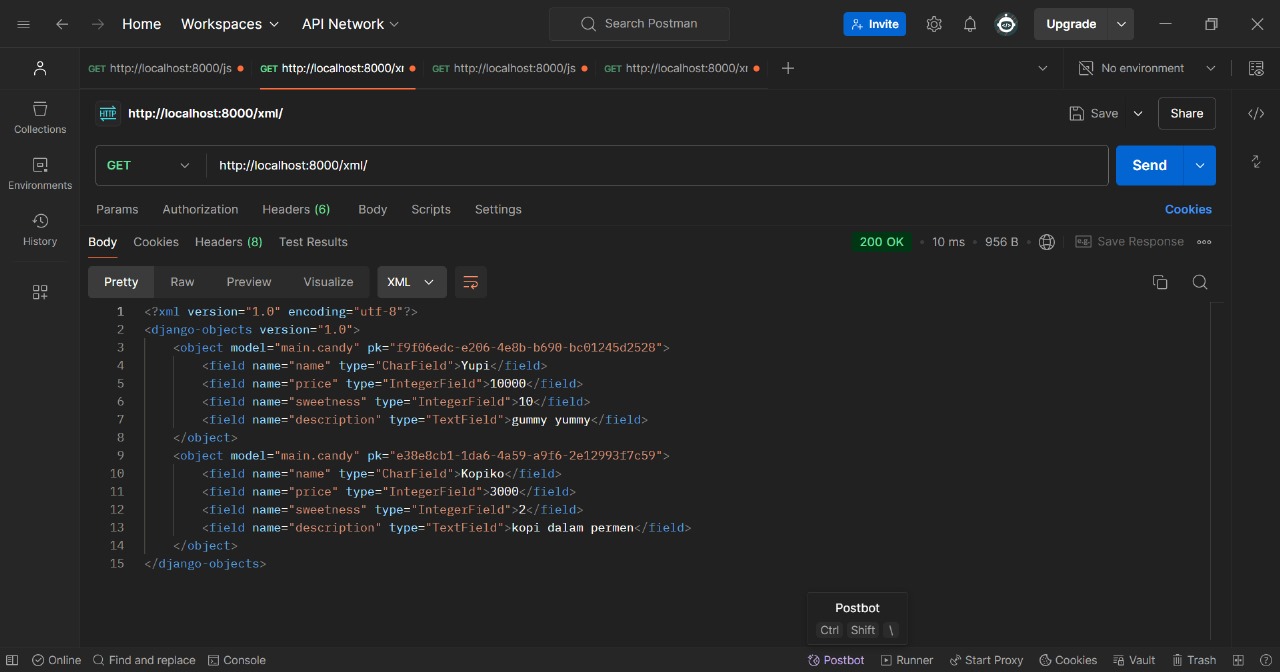 Home Workspaces API Network Search Postman Invite Upgrade
GET http://localhost:8000/js GET http://localhost:8000/xr GET http://localhost:8000/js GET http://localhost:8000/xr No environment
HTTP http://localhost:8000/xml/ Save Share
Collections
Environments
History
GET http://localhost:8000/xml/ Send
Params Authorization Headers (6) Body Scripts Settings Cookies
Body Cookies Headers (8) Test Results 200 OK 10 ms 956 B e.g. Save Response
Pretty Raw Preview Visualize XML
1 <?xml version="1.0" encoding="utf-8"?>
2 <django-objects version="1.0">
3 <object model="main.candy" pk="f9f06edc-e206-4e8b-b690-bc01245d2528">
4 <field name="name" type="CharField">Yupi</field>
5 <field name="price" type="IntegerField">10000</field>
6 <field name="sweetness" type="IntegerField">10</field>
7 <field name="description" type="TextField">gummy yummy</field>
8 </object>
9 <object model="main.candy" pk="e38e8cb1-1da6-4a59-a9f6-2e12993f7c59">
10 <field name="name" type="CharField">Kopiko</field>
11 <field name="price" type="IntegerField">3000</field>
12 <field name="sweetness" type="IntegerField">2</field>
13 <field name="description" type="TextField">kopi dalam permen</field>
14 </object>
15 </django-objects>
Postbot
Ctrl Shift \
Online Find and replace Console Postbot Runner Start Proxy Cookies Vault Trash